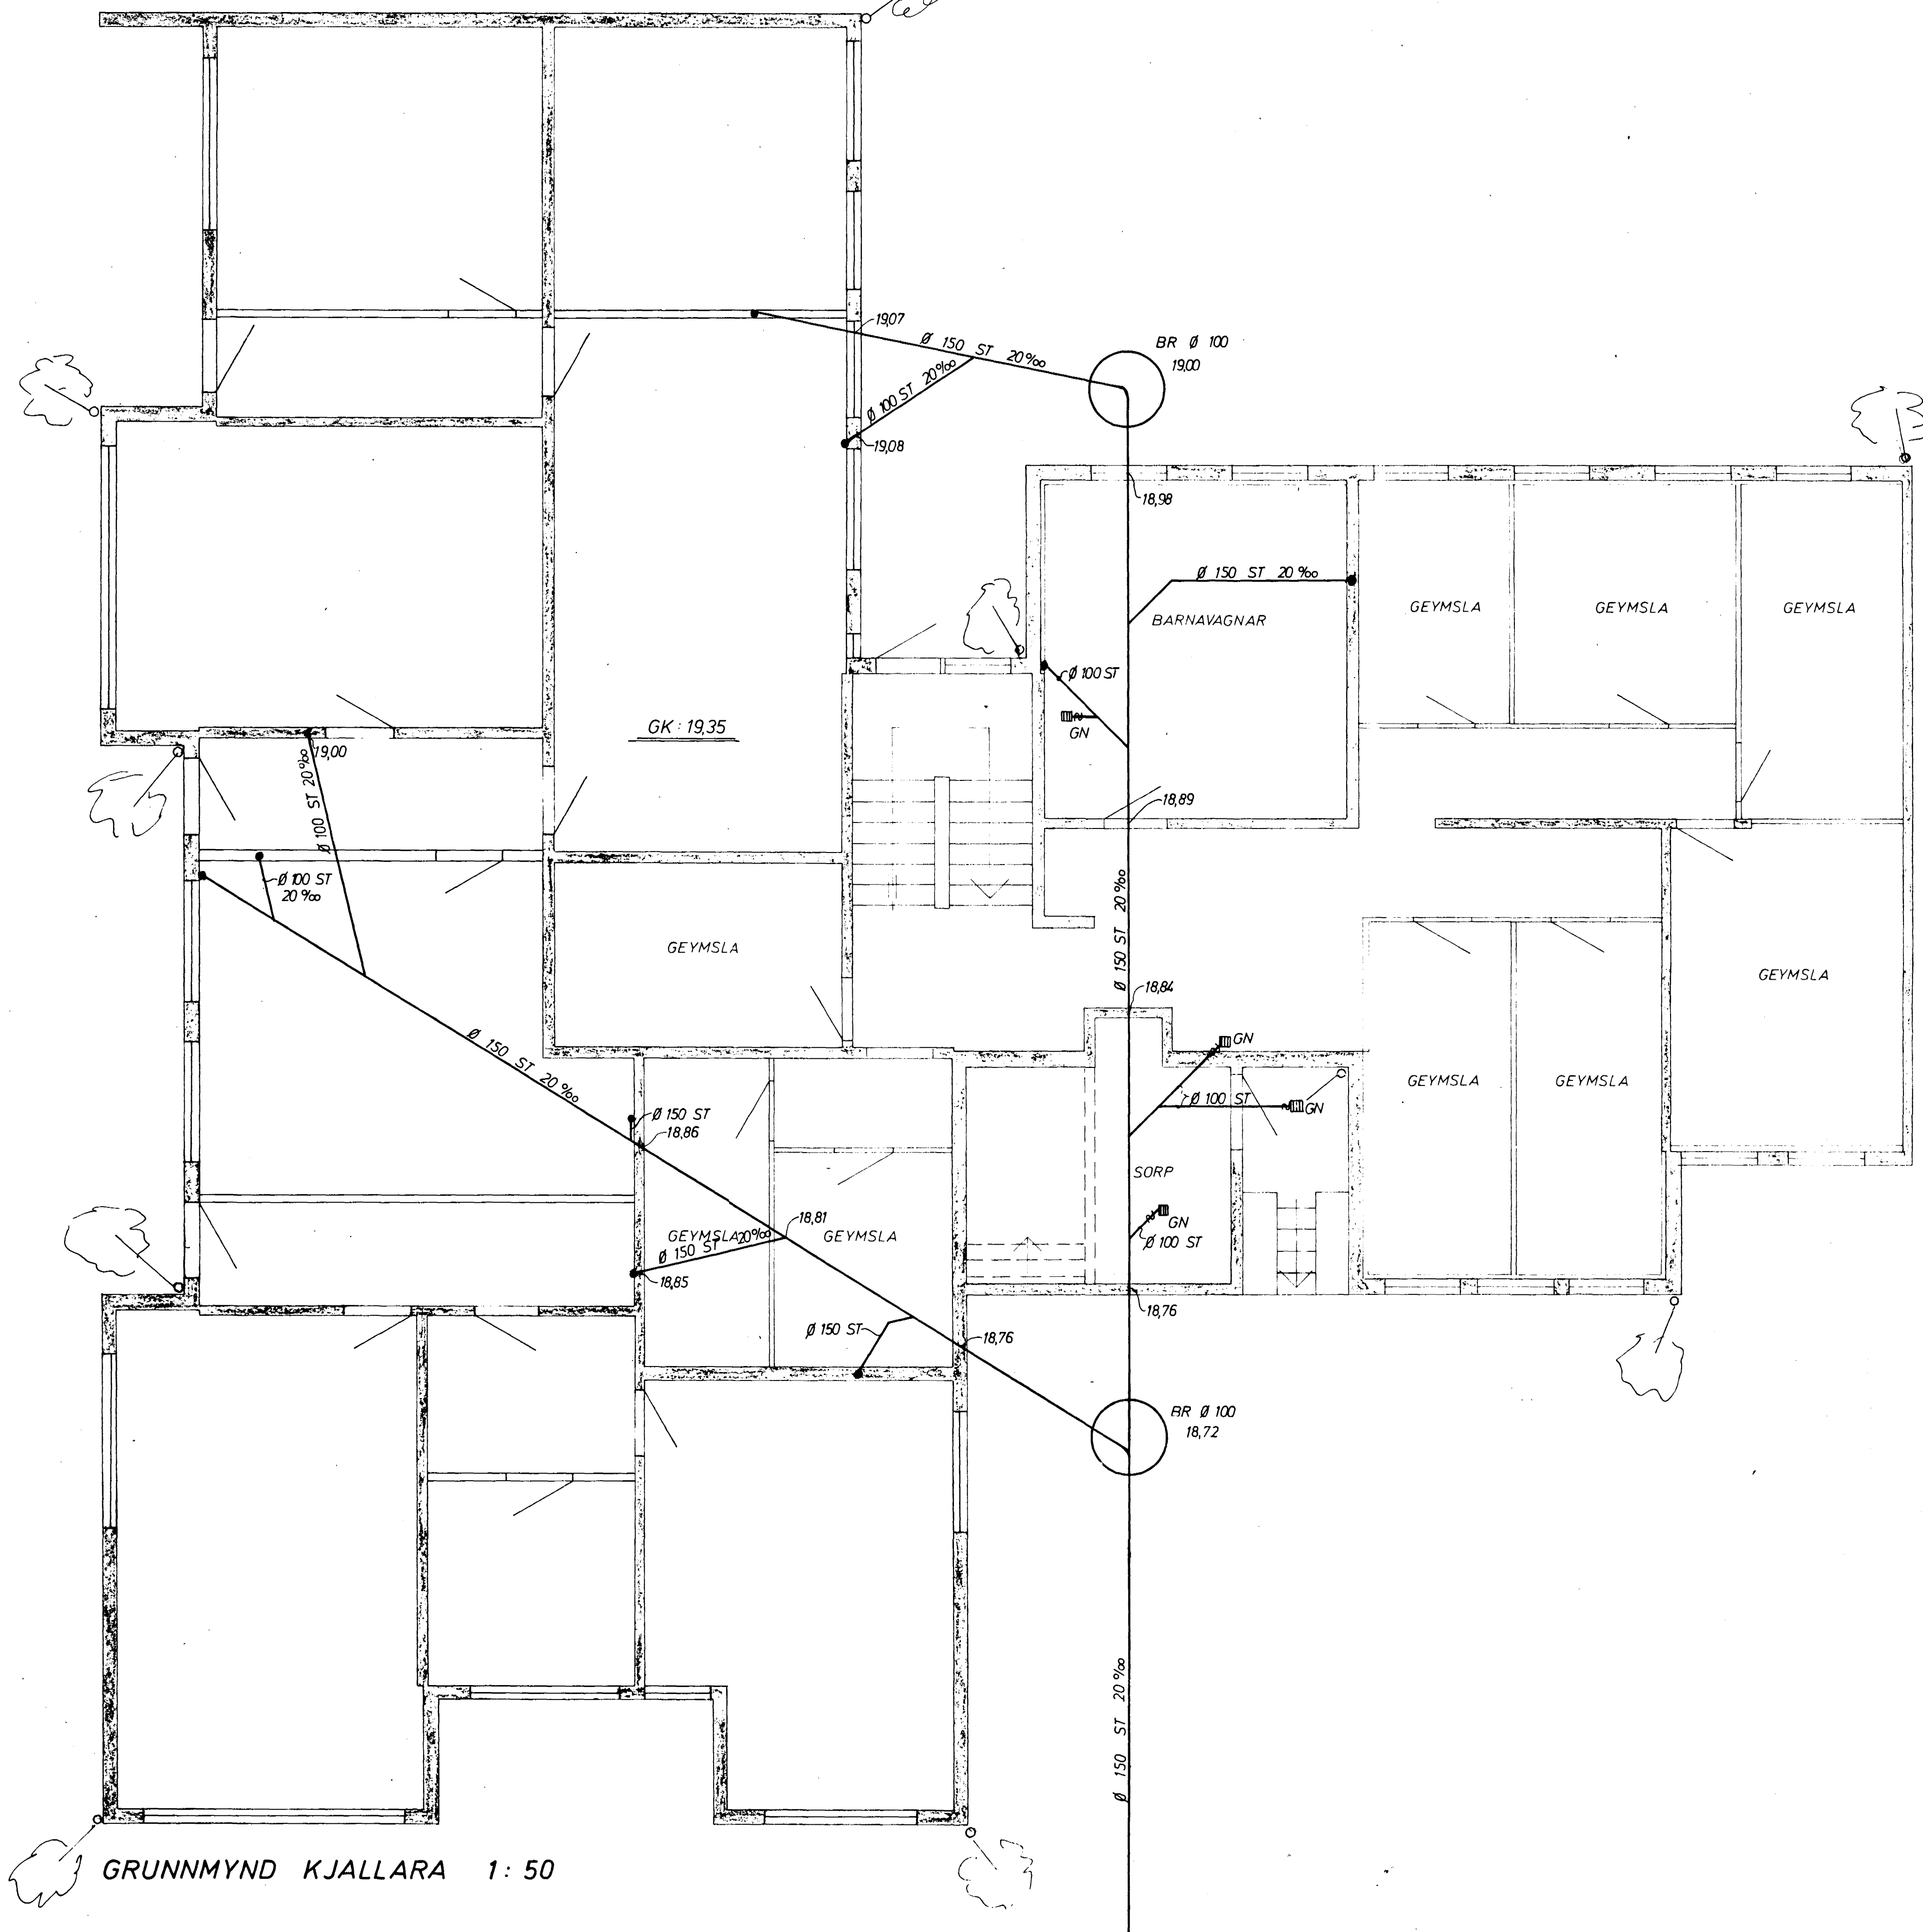 19,07
Ø 150 ST 20‰
BR Ø 100
19,00
Ø 100 ST 20‰
19,08
18,98
Ø 150 ST 20‰
BARNAVAGNAR
GEYMSLA
GEYMSLA
GEYMSLA
Ø 100 ST
GN
GK : 19,35
19,00
Ø 100 ST 20‰
18,89
Ø 100 ST
20‰
Ø 150 ST 20‰
GEYMSLA
GEYMSLA
18,84
Ø 150 ST 20‰
GN
Ø 100 ST
GN
GEYMSLA
GEYMSLA
Ø 150 ST
18,86
SORP
18,81
GEYMSLA
GEYMSLA
Ø 150 ST 20‰
18,85
GN
Ø 100 ST
18,76
Ø 150 ST
18,76
BR Ø 100
18,72
Ø 150 ST 20‰
GRUNNMYND KJALLARA 1 : 50